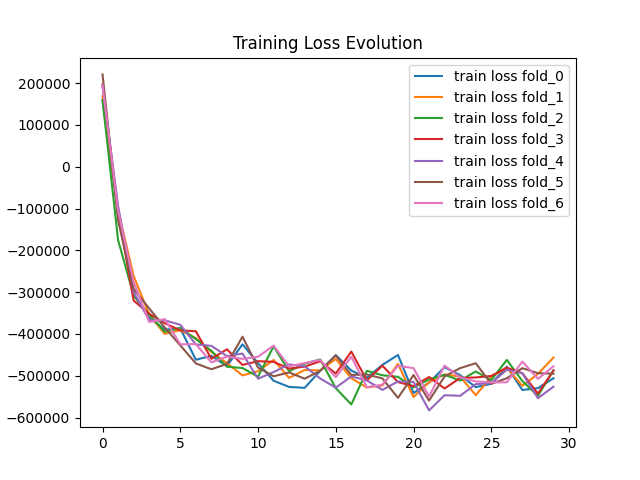 Training Loss Evolution
200000
100000
0
−100000
−200000
−300000
−400000
−500000
−600000
train loss fold_0
train loss fold_1
train loss fold_2
train loss fold_3
train loss fold_4
train loss fold_5
train loss fold_6
0 5 10 15 20 25 30